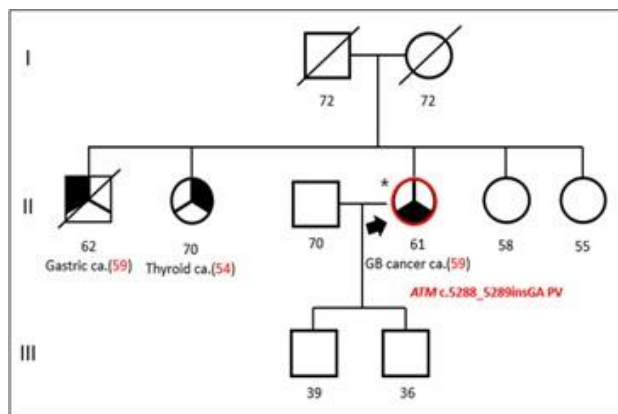 I
72 72
*
II
62 70 70 61 58 55
Gastric ca.(59) Thyroid ca.(54) GB cancer ca.(59)
ATM c.5288_5289insGA PV
III
39 36